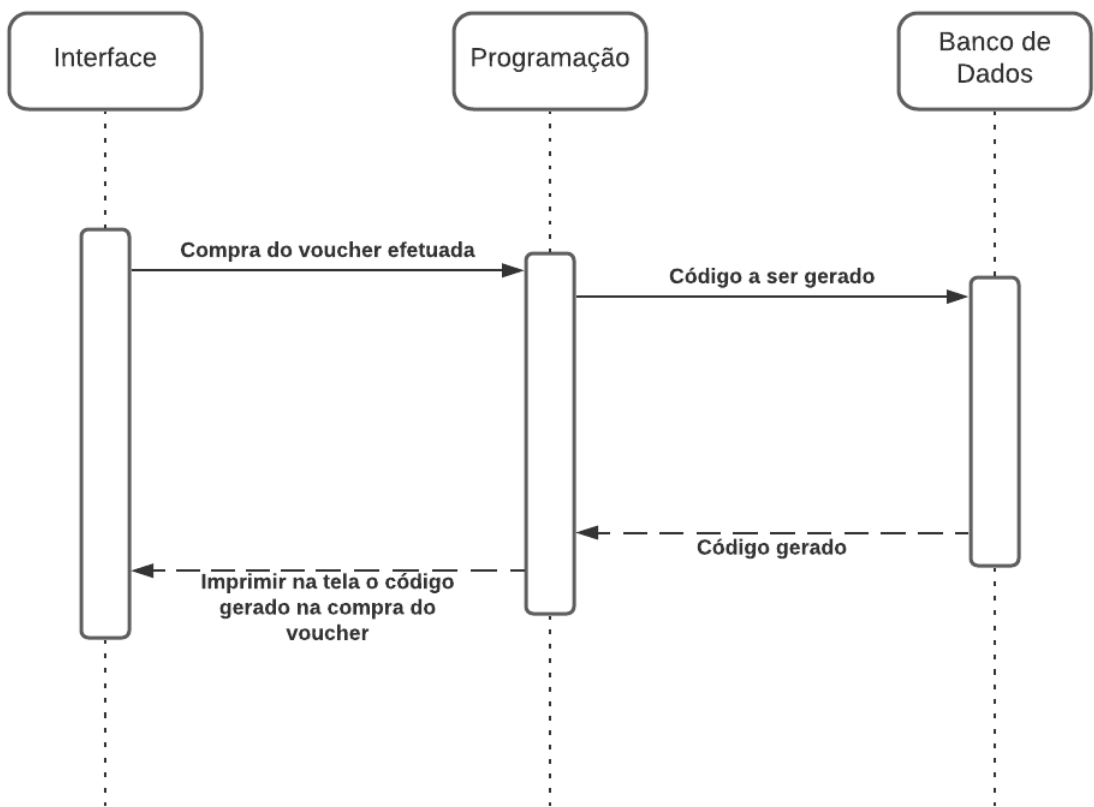 Interface
Programação
Banco de
Dados
Compra do voucher efetuada
Código a ser gerado
Código gerado
Imprimir na tela o código
gerado na compra do
voucher